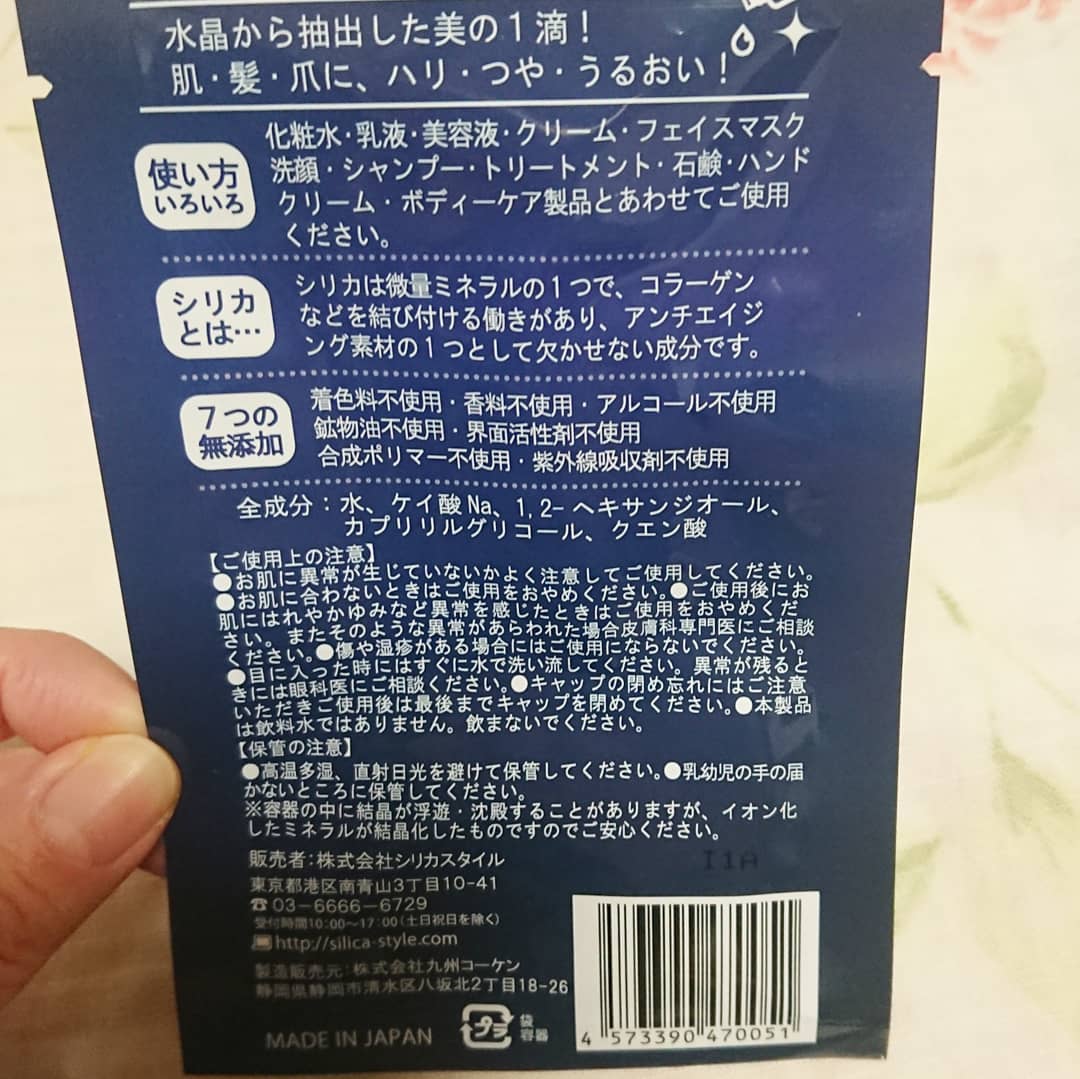 水晶から抽出した美の1滴！
肌・髪・爪に、ハリ・つや・うるおい！
使い方
いろいろ
化粧水・乳液・美容液・クリーム・フェイスマスク
洗顔・シャンプー・トリートメント・石鹸・ハンド
クリーム・ボディーケア製品とあわせてご使用
ください。
シリカ
とは…
シリカは微量ミネラルの1つで、コラーゲン
などを結び付ける働きがあり、アンチエイジ
ング素材の1つとして欠かせない成分です。
7つの
無添加
着色料不使用・香料不使用・アルコール不使用
鉱物油不使用・界面活性剤不使用
合成ポリマー不使用・紫外線吸収剤不使用
全成分：水、ケイ酸Na、1,2-ヘキサンジオール、
カプリリルグリコール、クエン酸
【ご使用上の注意】
●お肌に異常が生じていないかよく注意してご使用してください。
●お肌に合わないときはご使用をおやめください。●ご使用後にお
肌にはれやかゆみなど異常を感じたときはご使用をおやめくだ
さい。またそのような異常があらわれた場合皮膚科専門医にご相談
ください。●傷や湿疹がある場合にはご使用にならないでください。
●目に入った時にはすぐに水で洗い流してください。異常が残ると
きには眼科医にご相談ください。●キャップの閉め忘れにはご注意
いただきご使用後は最後までキャップを閉めてください。●本製品
は飲料水ではありません。飲まないでください。
【保管の注意】
●高温多湿、直射日光を避けて保管してください。●乳幼児の手の届
かないところに保管してください。
※容器の中に結晶が浮遊・沈殿することがありますが、イオン化
したミネラルが結晶化したものですのでご安心ください。
販売者：株式会社シリカスタイル
I1A
東京都港区南青山3丁目10-41
☎03-6666-6729
受付時間10:00〜17:00（土日祝日を除く）
http://silica-style.com
製造販売元：株式会社九州コーケン
静岡県静岡市清水区八坂北2丁目18-26
MADE IN JAPAN
プラ
袋
容器
4 573390 470051